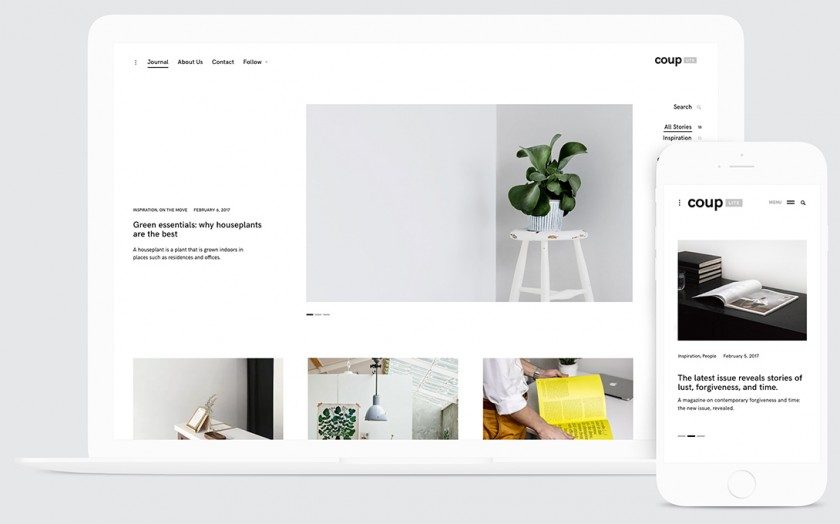 Journal About Us Contact Follow
coup LITE
Search
All Stories
Inspiration
INSPIRATION, ON THE MOVE FEBRUARY 6, 2017
Green essentials: why houseplants
are the best
A houseplant is a plant that is grown indoors in
places such as residences and offices.
coup LITE
MENU
Inspiration, People February 5, 2017
The latest issue reveals stories of
lust, forgiveness, and time.
A magazine on contemporary forgiveness and time:
the new issue, revealed.